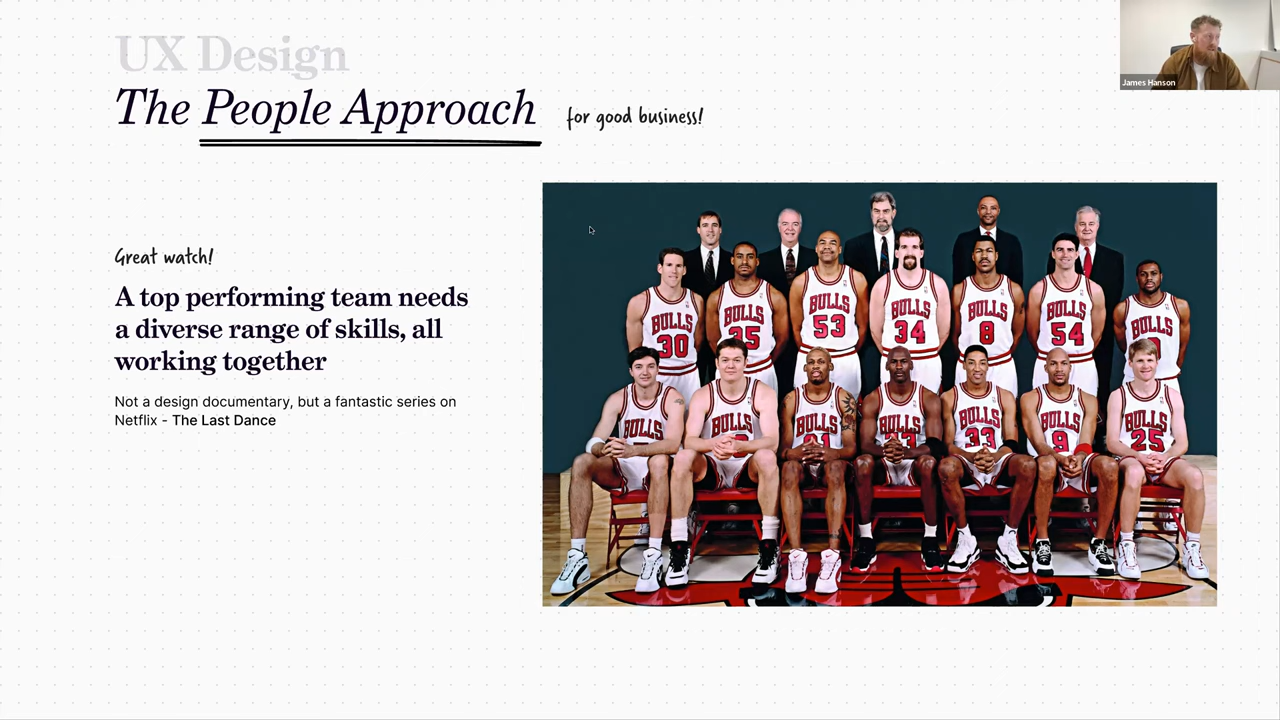 UX Design
The People Approach
for good business!
James Hanson
Great watch!
A top performing team needs
a diverse range of skills, all
working together
Not a design documentary, but a fantastic series on
Netflix - The Last Dance
BULLS
30
BULLS
35
BULLS
53
BULLS
34
BULLS
8
BULLS
54
BULLS
BULLS
BULLS
BULLS
91
BULLS
BULLS
33
BULLS
9
BULLS
25